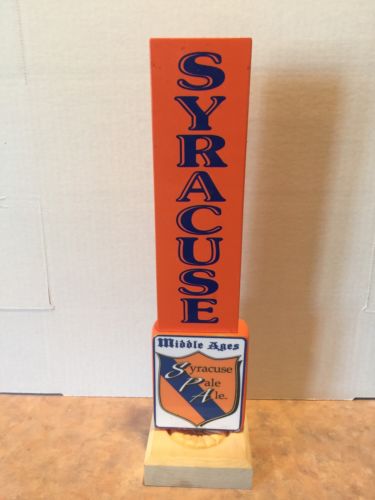 SYRACUSE
Middle Ages
Syracuse
Pale
Ale.